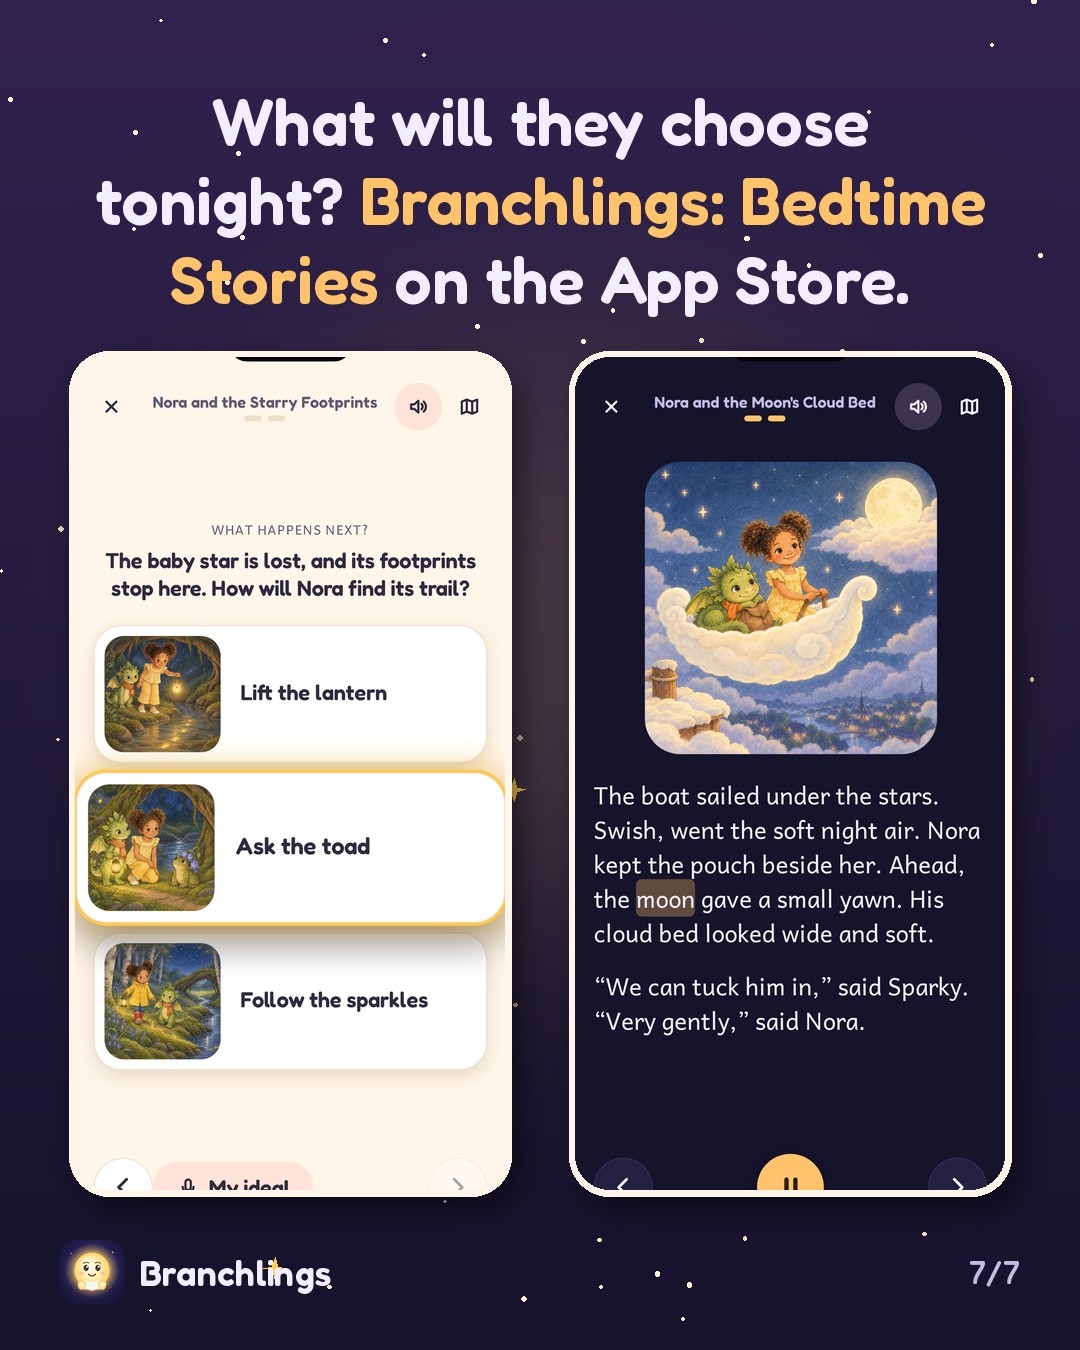 What will they choose
tonight? Branchlings: Bedtime
Stories on the App Store.
Nora and the Starry Footprints
WHAT HAPPENS NEXT?
The baby star is lost, and its footprints
stop here. How will Nora find its trail?
Lift the lantern
Ask the toad
Follow the sparkles
My idea!
Nora and the Moon's Cloud Bed
The boat sailed under the stars.
Swish, went the soft night air. Nora
kept the pouch beside her. Ahead,
the moon gave a small yawn. His
cloud bed looked wide and soft.
“We can tuck him in,” said Sparky.
“Very gently,” said Nora.
Branchlings
7/7